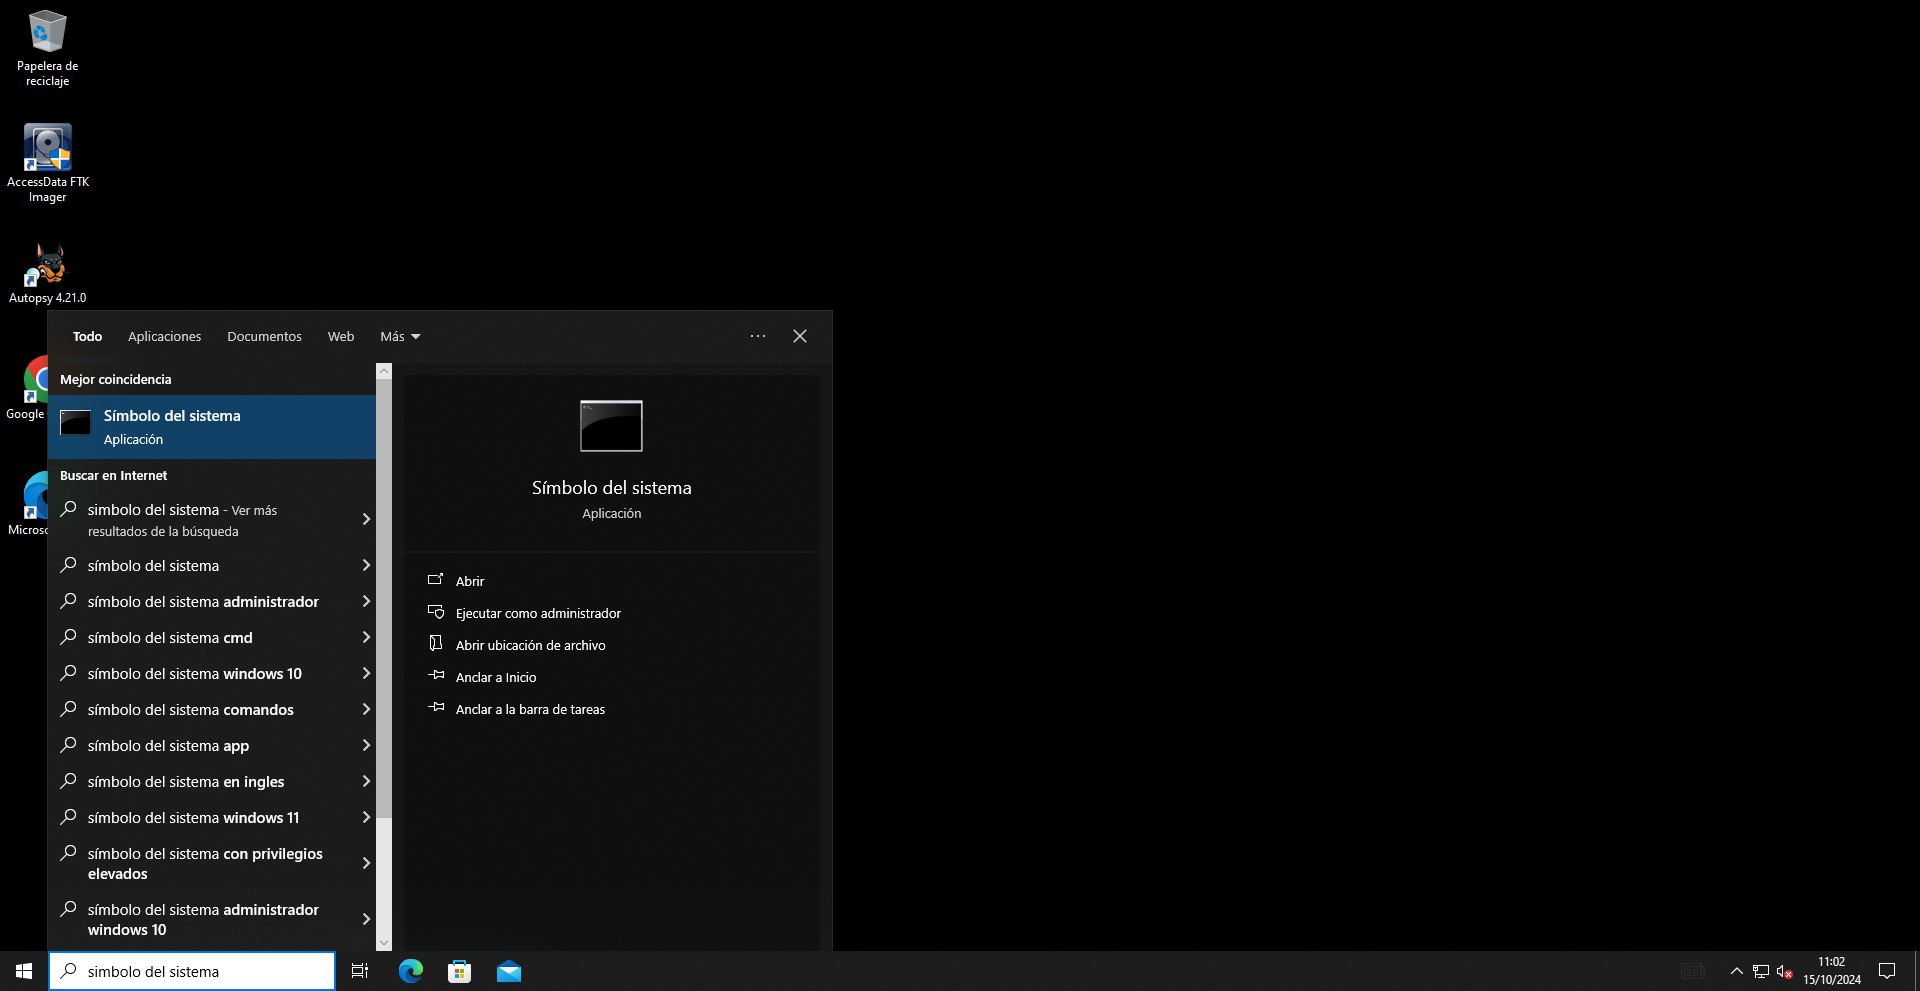 Papelera de
reciclaje
AccessData FTK
Imager
Autopsy 4.21.0
Google
Microso
Todo
Aplicaciones
Documentos
Web
Más
Mejor coincidencia
Símbolo del sistema
Aplicación
Buscar en Internet
simbolo del sistema - Ver más
resultados de la búsqueda
símbolo del sistema
símbolo del sistema administrador
símbolo del sistema cmd
símbolo del sistema windows 10
símbolo del sistema comandos
símbolo del sistema app
símbolo del sistema en ingles
símbolo del sistema windows 11
símbolo del sistema con privilegios
elevados
símbolo del sistema administrador
windows 10
Símbolo del sistema
Aplicación
Abrir
Ejecutar como administrador
Abrir ubicación de archivo
Anclar a Inicio
Anclar a la barra de tareas
simbolo del sistema
11:02
15/10/2024